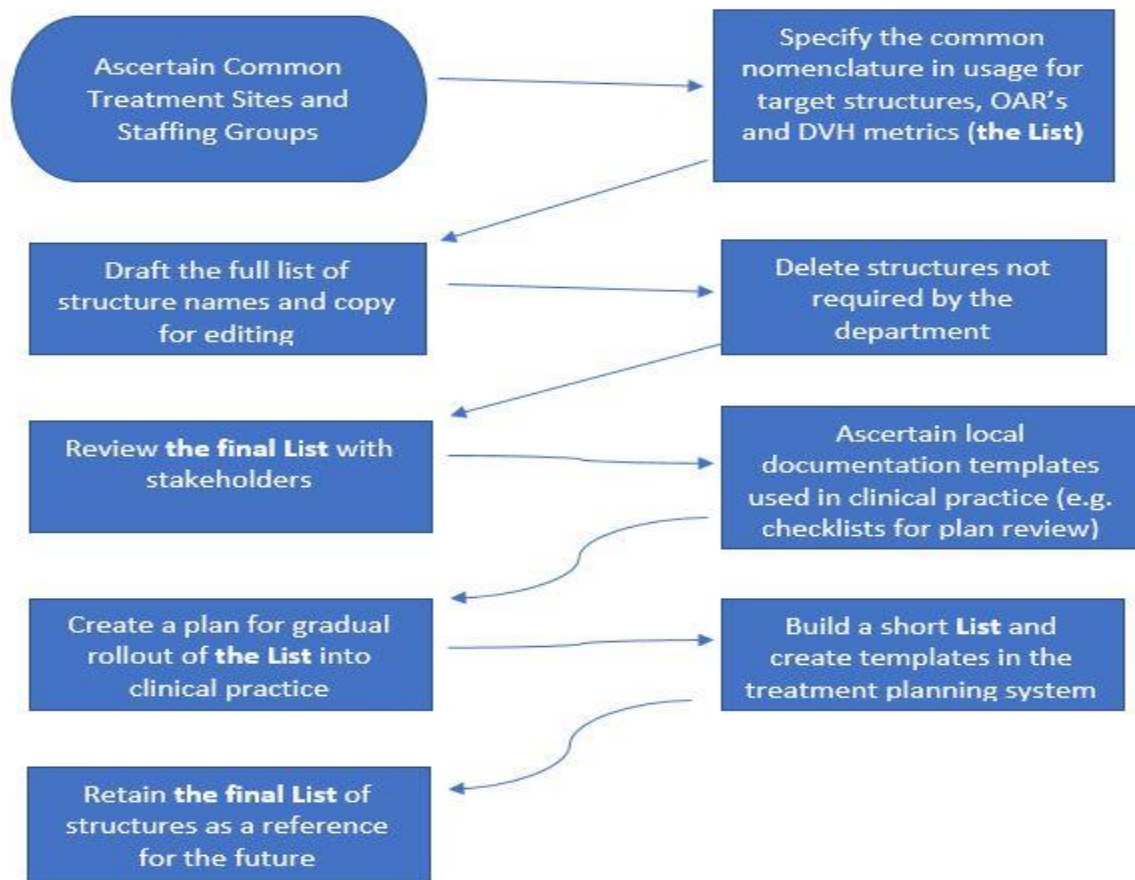 Ascertain Common
Treatment Sites and
Staffing Groups
Specify the common
nomenclature in usage for
target structures, OAR's
and DVH metrics (the List)
Draft the full list of
structure names and copy
for editing
Delete structures not
required by the
department
Review the final List with
stakeholders
Ascertain local
documentation templates
used in clinical practice (e.g.
checklists for plan review)
Create a plan for gradual
rollout of the List into
clinical practice
Build a short List and
create templates in the
treatment planning system
Retain the final List of
structures as a reference
for the future